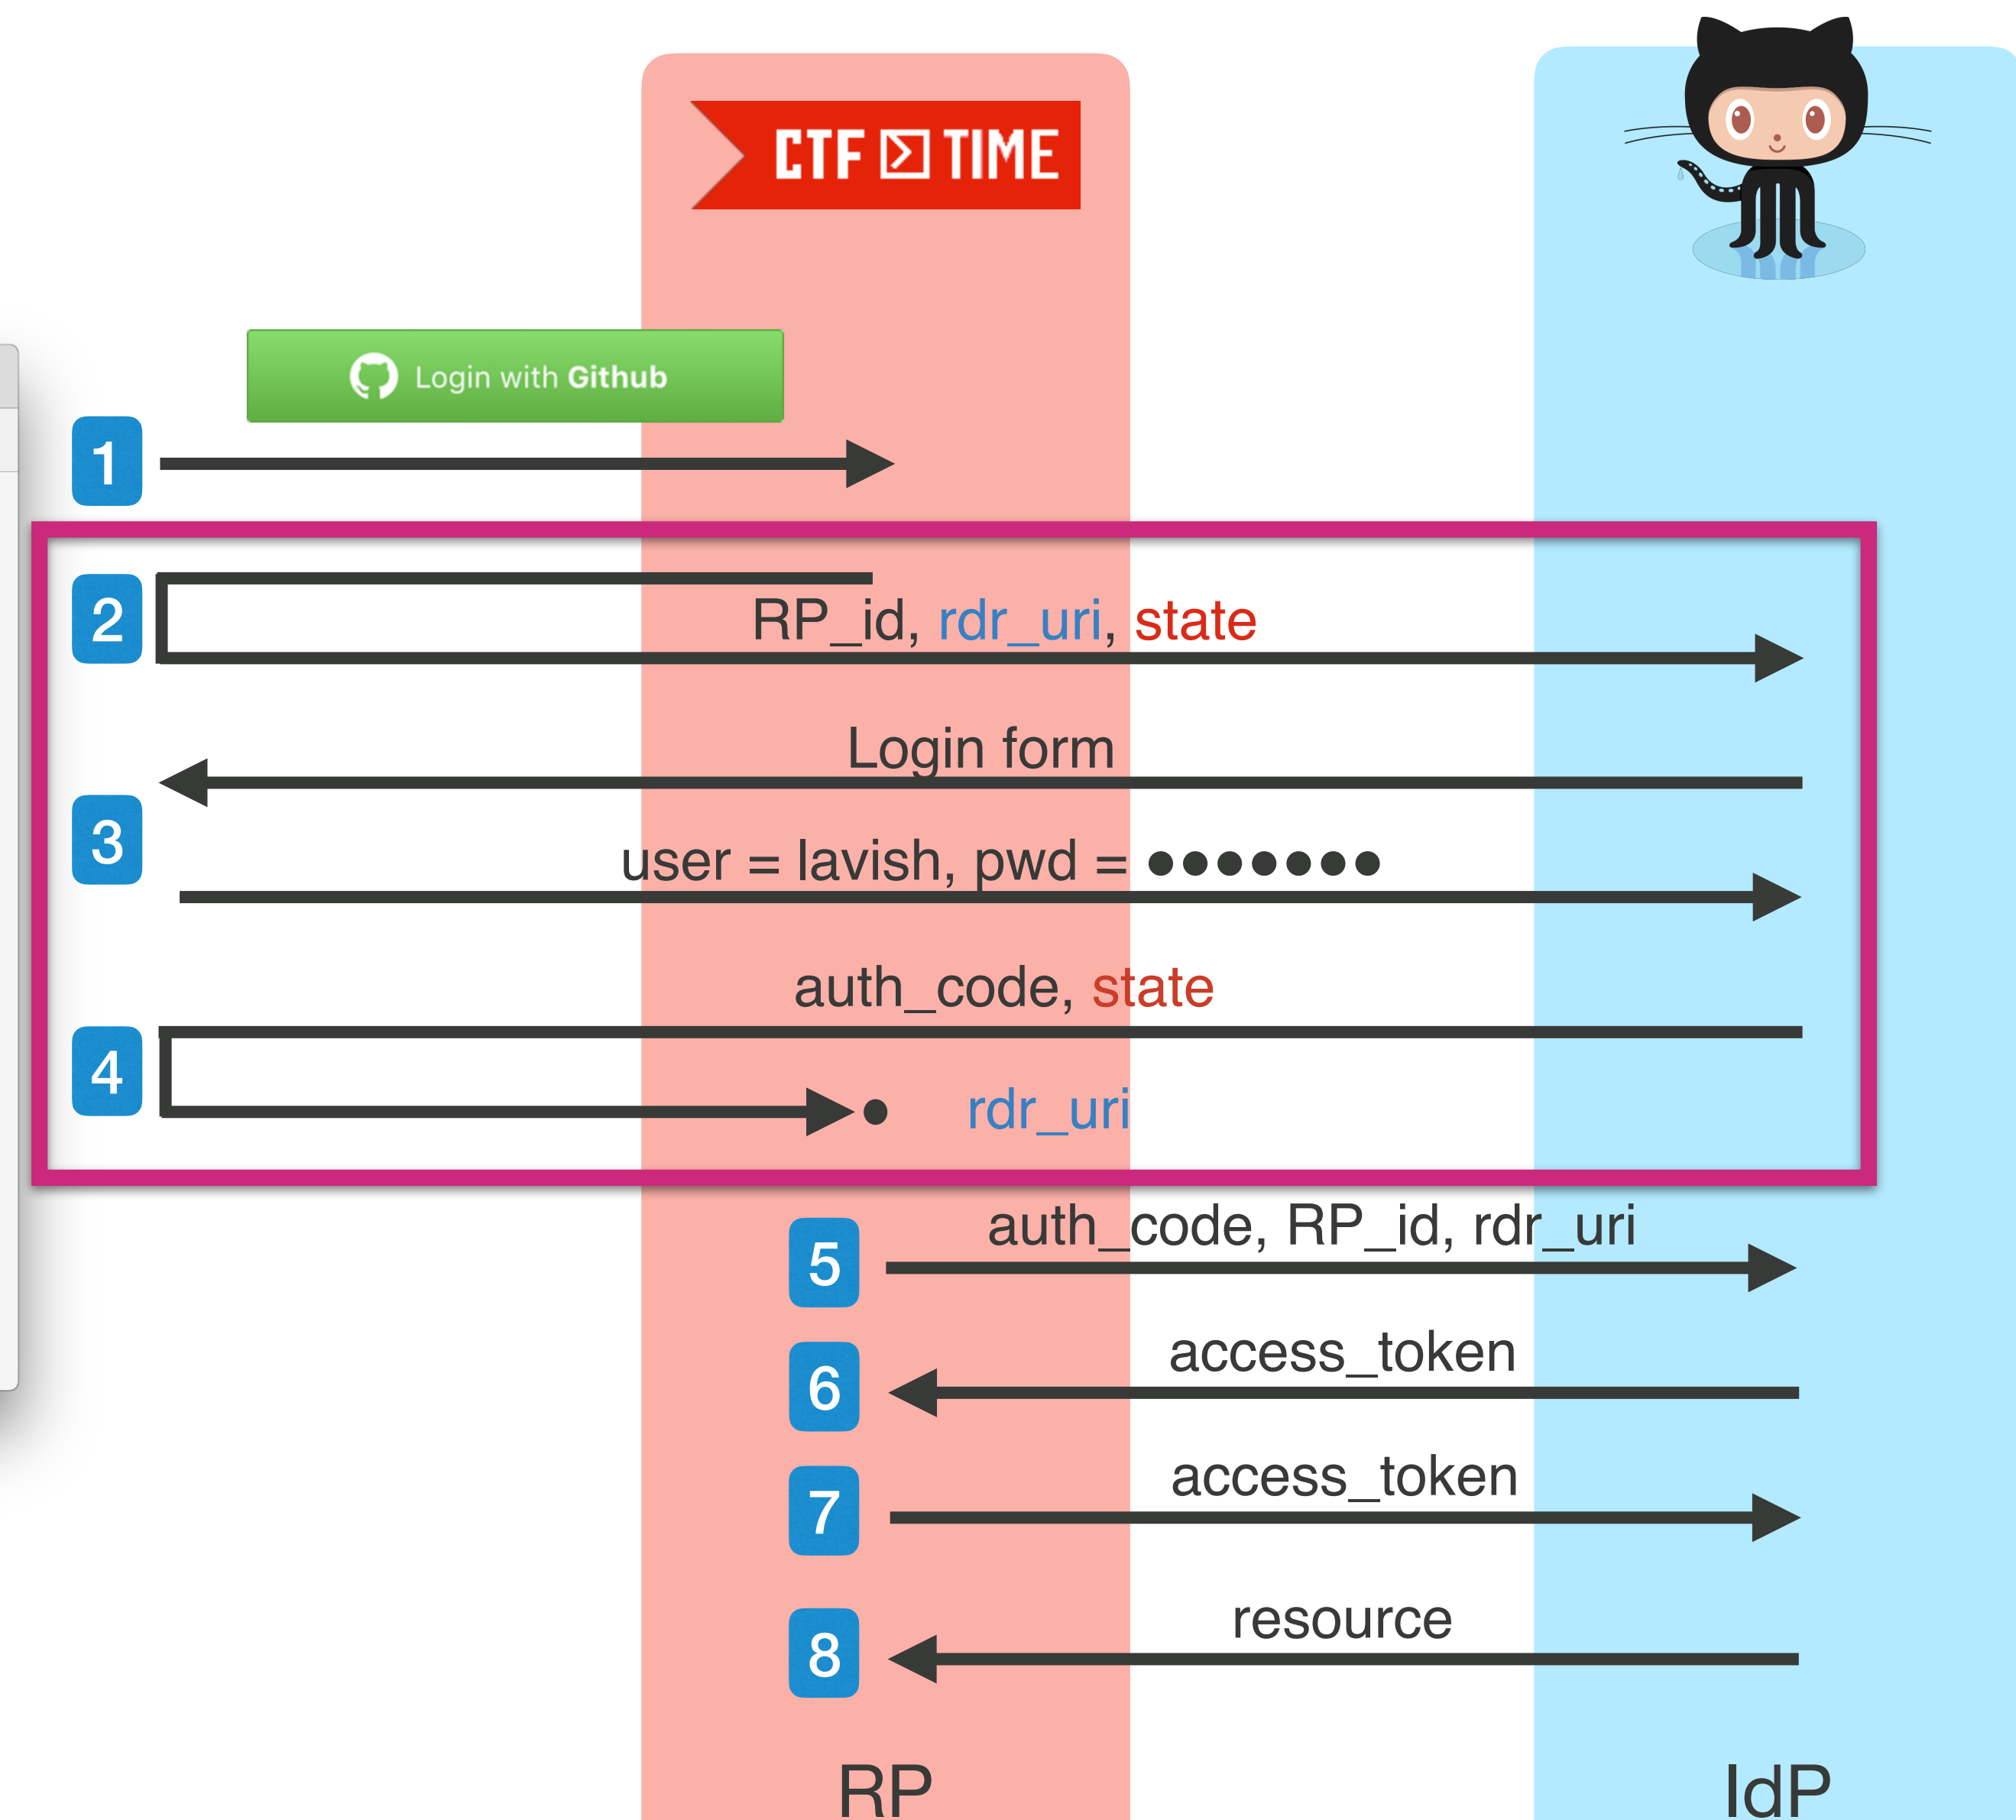 CTF TIME
Login with Github
1
2
RP_id, rdr_uri, state
Login form
3
user = lavish, pwd = ●●●●●●●
auth_code, state
4
rdr_uri
auth_code, RP_id, rdr_uri
5
access_token
6
access_token
7
resource
8
RP
IdP